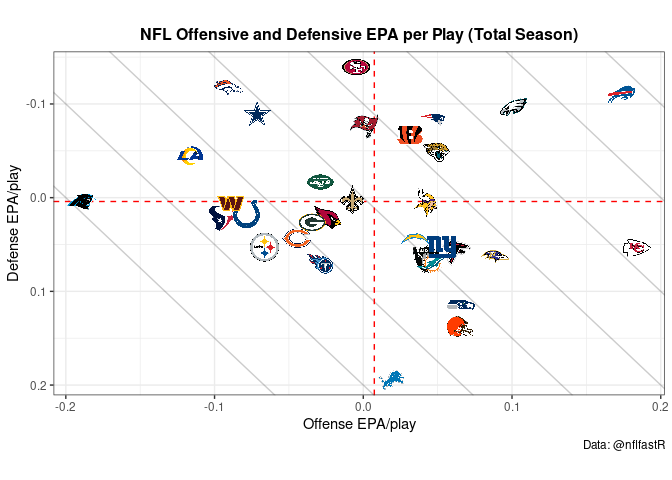 NFL Offensive and Defensive EPA per Play (Total Season)
Defense EPA/play
-0.1
0.0
0.1
0.2
-0.2
-0.1
0.0
0.1
0.2
Offense EPA/play
Data: @nflfastR